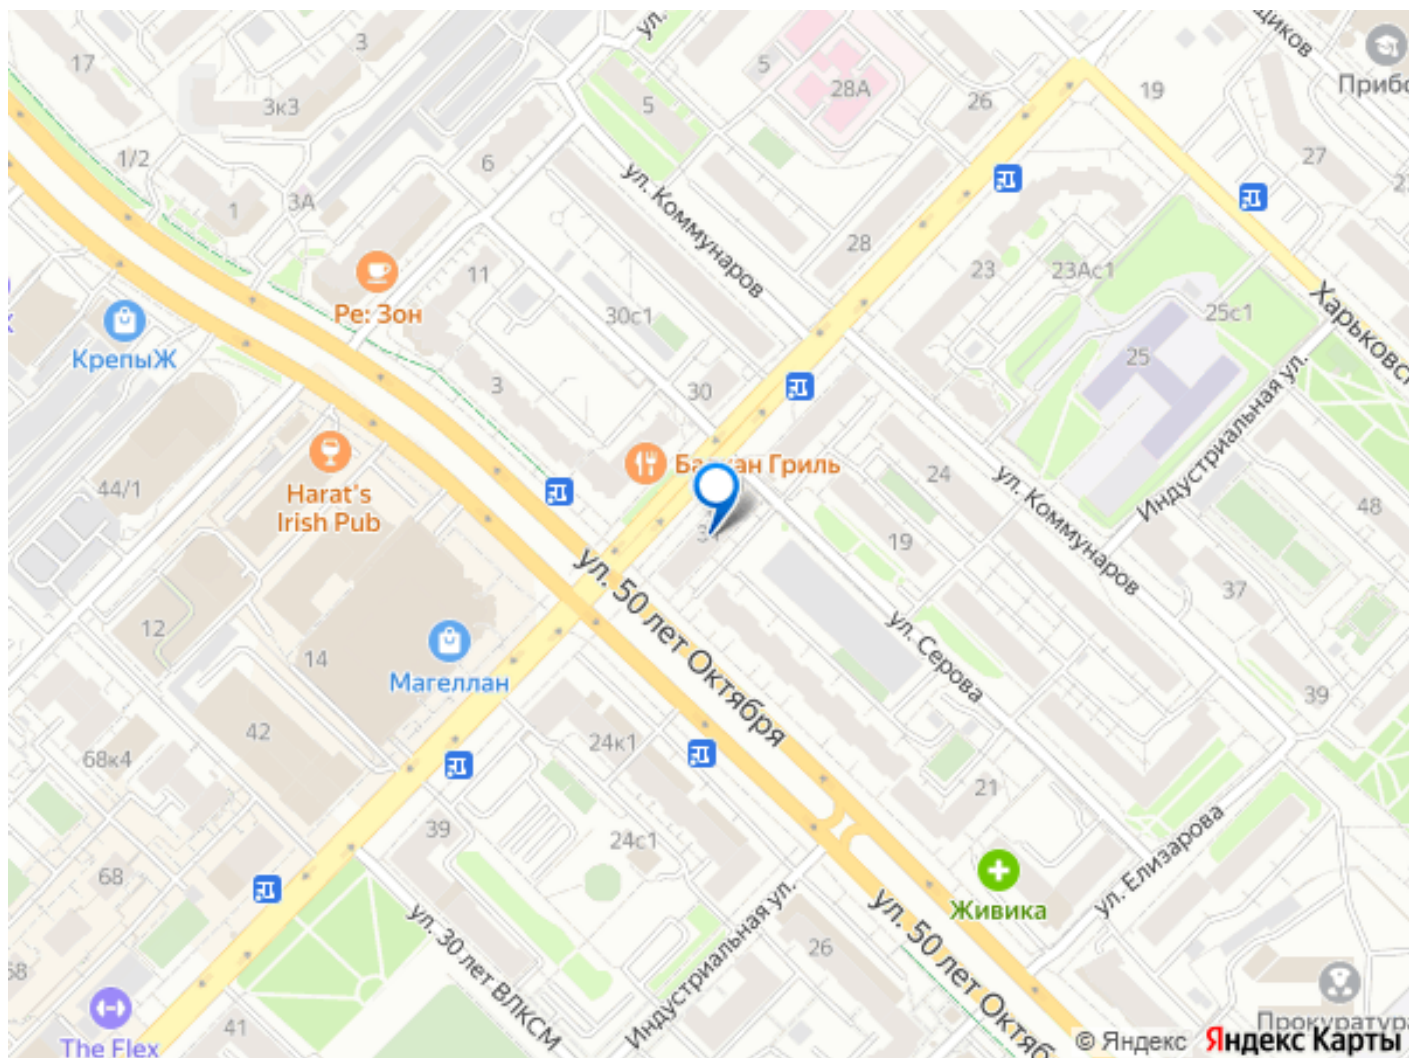 17
3
3к3
1/2
1
3А
6
5
5
28А
26
19
27
Прибо
ул. Коммунаров
28
23
23Ас1
25с1
25
Харьковс
Индустриальная ул.
11
Ре: Зон
КрепыЖ
30с1
3
30
44/1
Harat's
Irish Pub
Гриль
24
ул. Коммунаров
48
19
37
39
ул. 50 лет Октября
ул. Серова
12
14
Магеллан
42
68к4
24к1
21
39
24с1
68
Живика
ул. Елизарова
ул. 50 лет Октяб
26
Индустриальная ул.
ул. 30 лет ВЛКСМ
41
The Flex
Прокуратура
© Яндекс Яндекс Карты